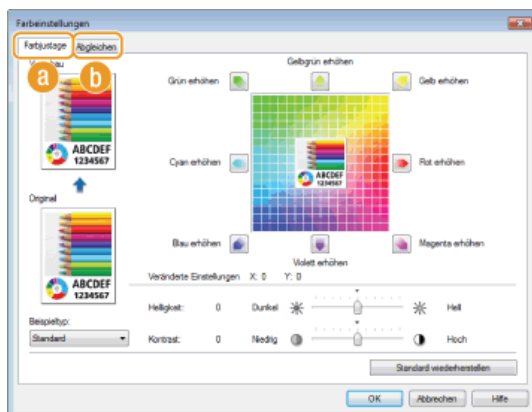 Farbeinstellungen
Farbjustage
Abgleichen
a
b
Gelbgrün erhöhen
Grün erhöhen
Gelb erhöhen
ABCDEF
1234567
Cyan erhöhen
ABCDEF
1234567
Rot erhöhen
Original
Blau erhöhen
Magenta erhöhen
Violett erhöhen
ABCDEF
1234567
Veränderte Einstellungen X: 0 Y: 0
Helligkeit: 0 Dunkel Hell
Beispieltyp:
Standard
Kontrast: 0 Niedrig Hoch
Standard wiederherstellen
OK Abbrechen Hilfe